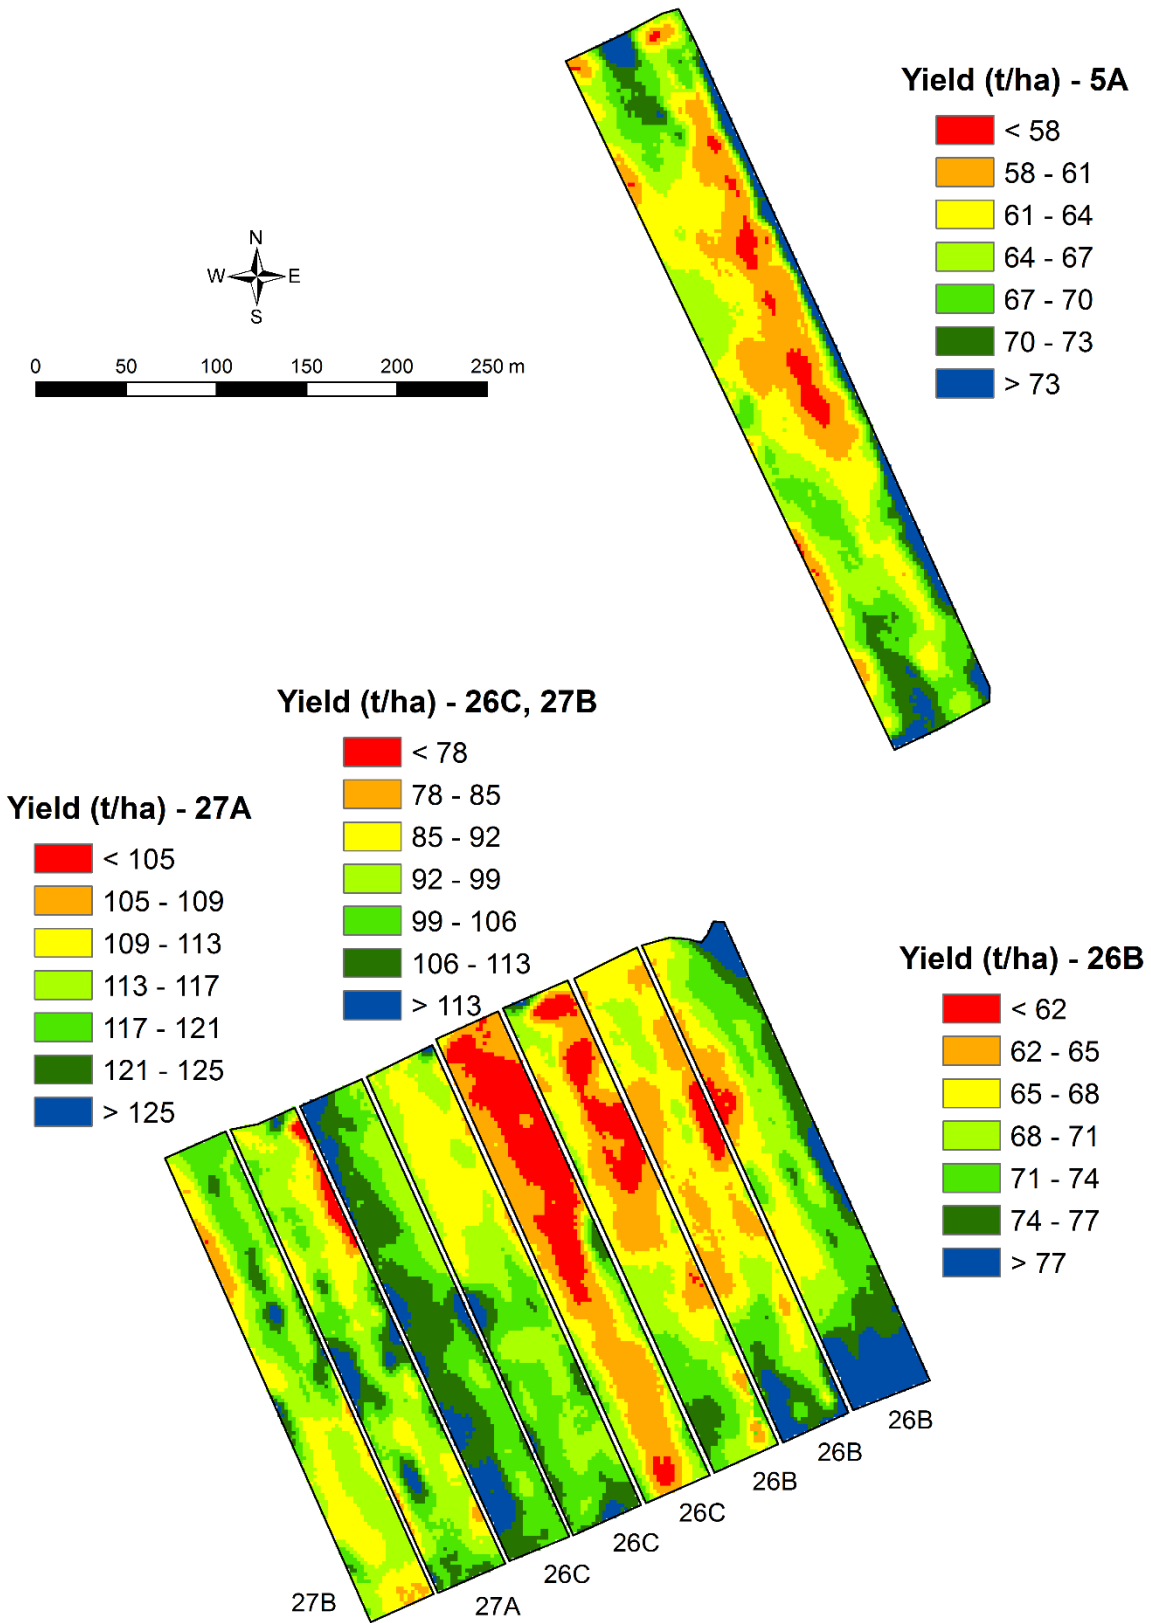 Yield (t/ha) - 5A
< 58
58 - 61
61 - 64
64 - 67
67 - 70
70 - 73
> 73
N
W E
S
0 50 100 150 200 250 m
Yield (t/ha) - 26C, 27B
< 78
78 - 85
85 - 92
92 - 99
99 - 106
106 - 113
> 113
Yield (t/ha) - 27A
< 105
105 - 109
109 - 113
113 - 117
117 - 121
121 - 125
> 125
Yield (t/ha) - 26B
< 62
62 - 65
65 - 68
68 - 71
71 - 74
74 - 77
> 77
27B
27A
26C
26C
26C
26B
26B
26B